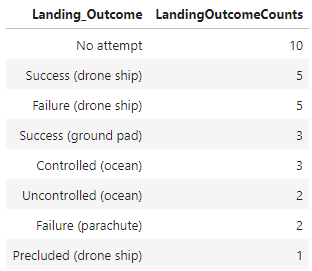 Landing_Outcome LandingOutcomeCounts
No attempt 10
Success (drone ship) 5
Failure (drone ship) 5
Success (ground pad) 3
Controlled (ocean) 3
Uncontrolled (ocean) 2
Failure (parachute) 2
Precluded (drone ship) 1